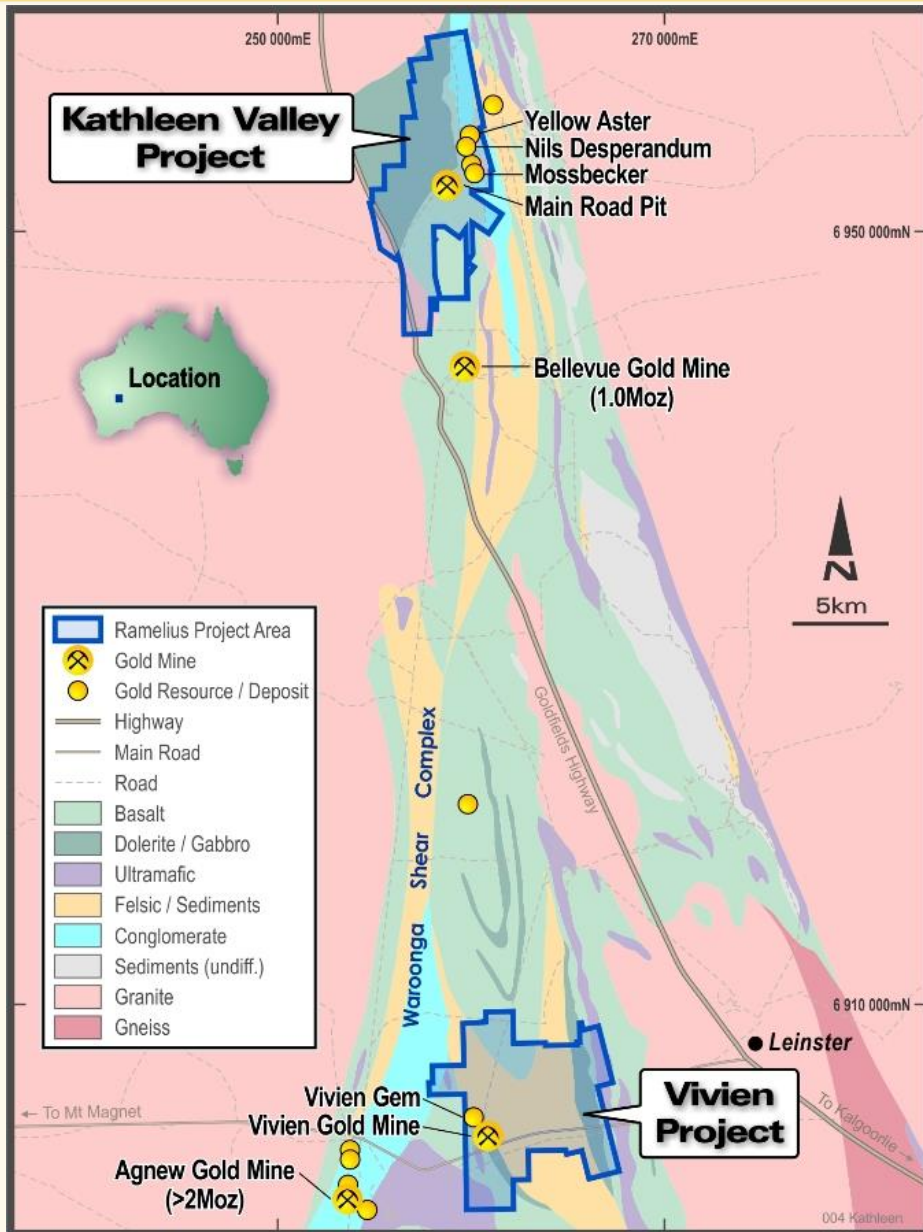 250 000mE
270 000mE
Kathleen Valley
Project
Yellow Aster
Nils Desperandum
Mossbecker
Main Road Pit
6 950 000mN
Location
Bellevue Gold Mine
(1.0Moz)
N
5km
Ramelius Project Area
Gold Mine
Gold Resource / Deposit
Highway
Main Road
Road
Basalt
Dolerite / Gabbro
Ultramafic
Felsic / Sediments
Conglomerate
Sediments (undiff.)
Granite
Gneiss
Goldfields Highway
Waroonga Shear Complex
6 910 000mN
Leinster
Vivien
Project
Vivien Gem
Vivien Gold Mine
← To Mt Magnet
To Kalgoorlie →
Agnew Gold Mine
(>2Moz)
004 Kathleen